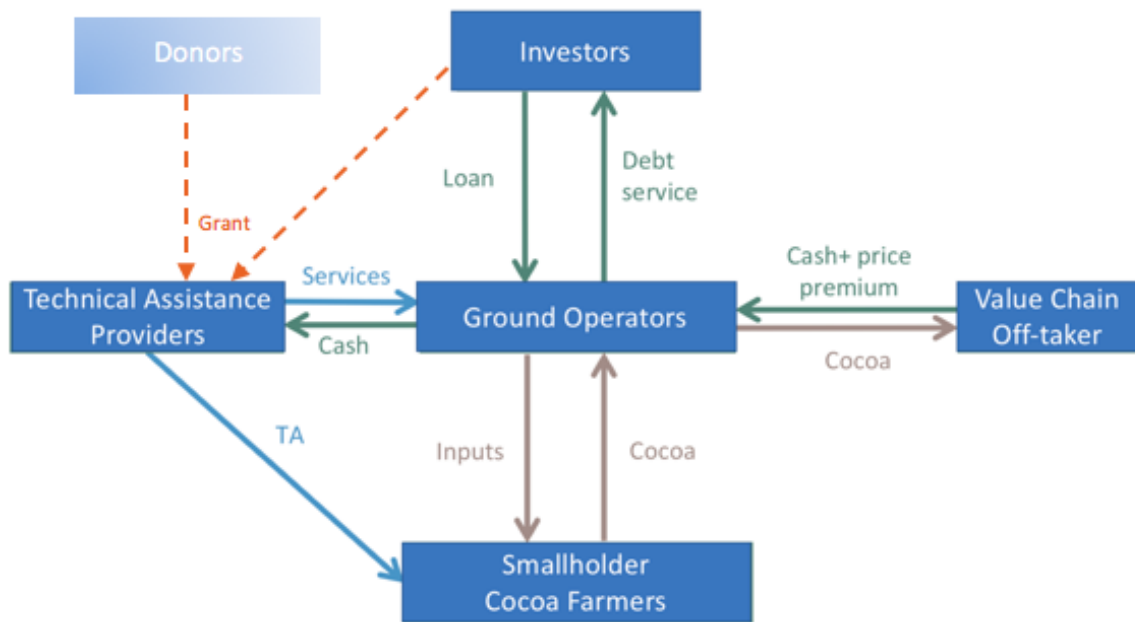 Donors
Investors
Loan
Debt
service
Grant
Services
Cash+ price
premium
Technical Assistance
Providers
Ground Operators
Value Chain
Off-taker
Cash
Cocoa
TA
Inputs
Cocoa
Smallholder
Cocoa Farmers